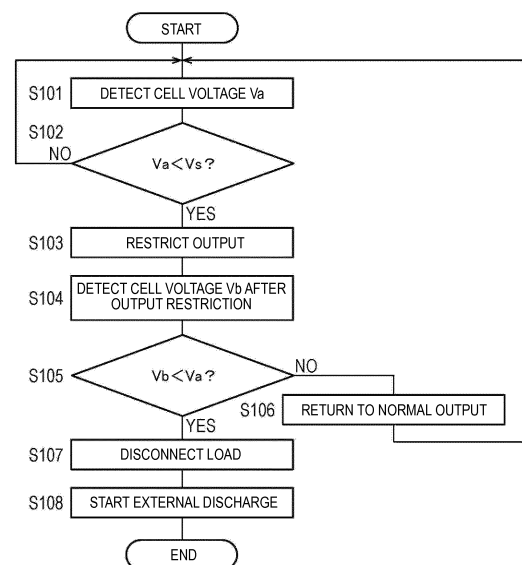 START
S101
DETECT CELL VOLTAGE Va
S102
NO
Va<Vs?
YES
S103
RESTRICT OUTPUT
S104
DETECT CELL VOLTAGE Vb AFTER
OUTPUT RESTRICTION
S105
Vb<Va?
NO
YES
S106
RETURN TO NORMAL OUTPUT
S107
DISCONNECT LOAD
S108
START EXTERNAL DISCHARGE
END